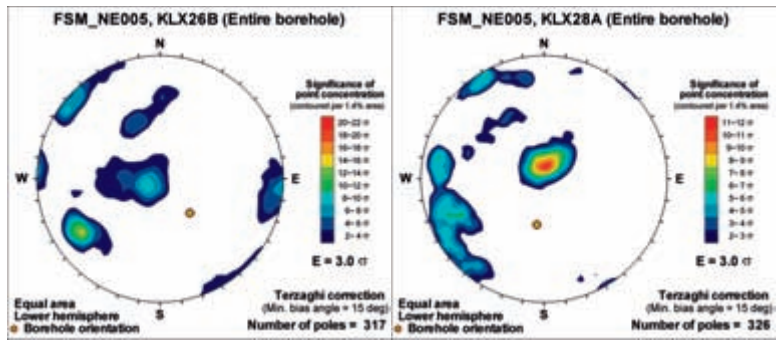 FSM_NE005, KLX26B (Entire borehole)
N
W
E
S
Significance of
point concentration
(contoured per 1.4% area)
20–22 σ
18–20 σ
16–18 σ
14–16 σ
12–14 σ
10–12 σ
8–10 σ
6–8 σ
4–6 σ
2–4 σ
E = 3.0 σ
Equal area
Lower hemisphere
Borehole orientation
Terzaghi correction
(Min. bias angle = 15 deg)
Number of poles = 317
FSM_NE005, KLX28A (Entire borehole)
N
W
E
S
Significance of
point concentration
(contoured per 1.4% area)
11–12 σ
10–11 σ
9–10 σ
8–9 σ
7–8 σ
6–7 σ
5–6 σ
4–5 σ
3–4 σ
2–3 σ
E = 3.0 σ
Equal area
Lower hemisphere
Borehole orientation
Terzaghi correction
(Min. bias angle = 15 deg)
Number of poles = 326